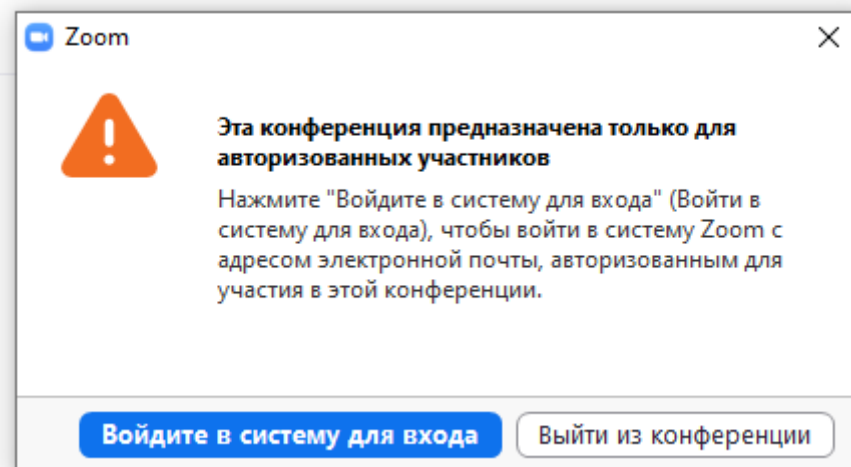 Zoom
Эта конференция предназначена только для
авторизованных участников
Нажмите "Войдите в систему для входа" (Войти в
систему для входа), чтобы войти в систему Zoom с
адресом электронной почты, авторизованным для
участия в этой конференции.
Войдите в систему для входа
Выйти из конференции